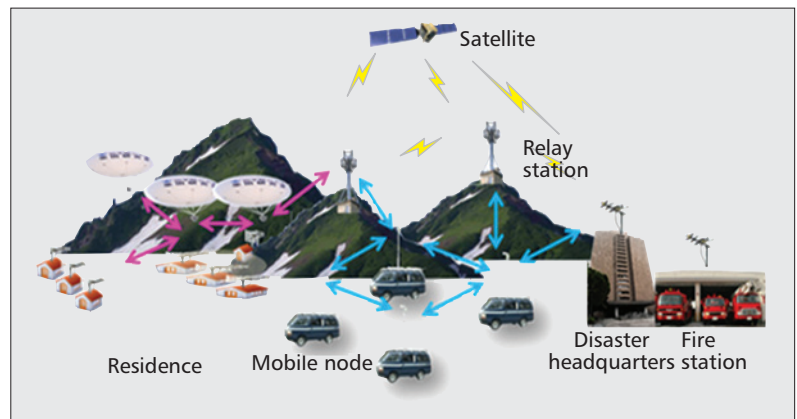 Satellite
Relay
station
Residence
Mobile node
Disaster
headquarters
Fire
station